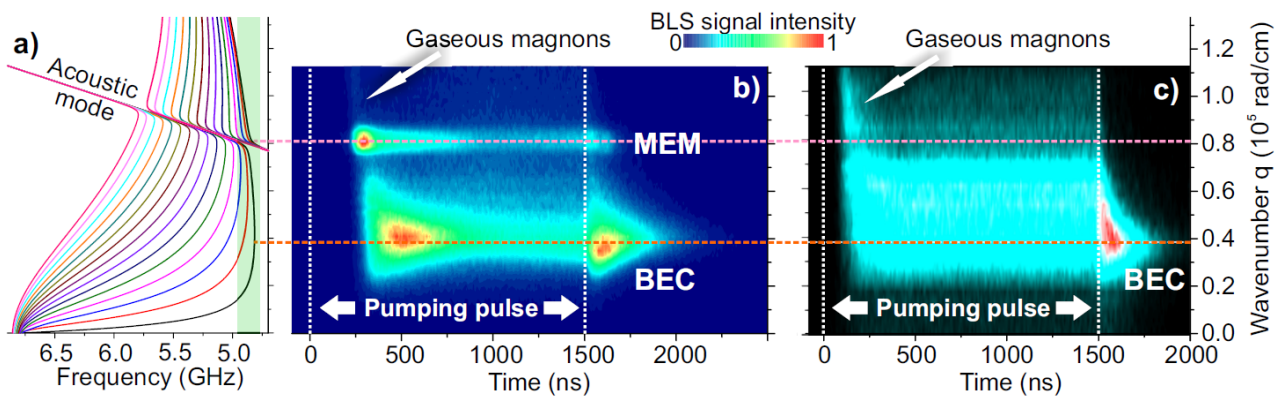 a)
Acoustic
mode
6.5 6.0 5.5 5.0
Frequency (GHz)
BLS signal intensity
0 1
Gaseous magnons
b)
MEM
BEC
Pumping pulse
0 500 1000 1500 2000
Time (ns)
Gaseous magnons
c)
BEC
Pumping pulse
0 500 1000 1500 2000
Time (ns)
1.2
1.0
0.8
0.6
0.4
0.2
0.0
Wavenumber q (10⁵ rad/cm)